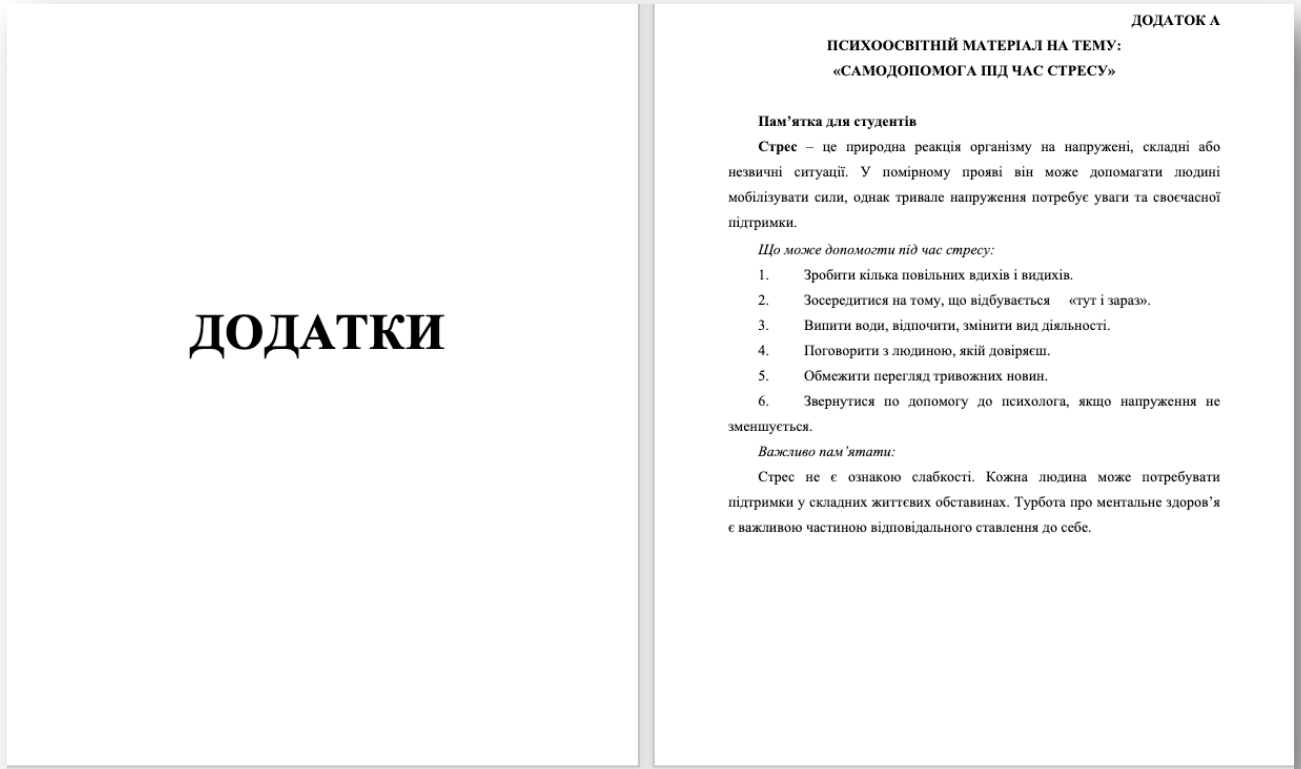 ДОДАТКИ
ДОДАТОК А
ПСИХООСВІТНІЙ МАТЕРІАЛ НА ТЕМУ:
«САМОДОПОМОГА ПІД ЧАС СТРЕСУ»
Пам’ятка для студентів
Стрес – це природна реакція організму на напружені, складні або
незвичні ситуації. У помірному прояві він може допомагати людині
мобілізувати сили, однак тривале напруження потребує уваги та своєчасної
підтримки.
Що може допомогти під час стресу:
1. Зробити кілька повільних вдихів і видихів.
2. Зосередитися на тому, що відбувається «тут і зараз».
3. Випити води, відпочити, змінити вид діяльності.
4. Поговорити з людиною, якій довіряєш.
5. Обмежити перегляд тривожних новин.
6. Звернутися по допомогу до психолога, якщо напруження не
зменшується.
Важливо пам’ятати:
Стрес не є ознакою слабкості. Кожна людина може потребувати
підтримки у складних життєвих обставинах. Турбота про ментальне здоров’я
є важливою частиною відповідального ставлення до себе.